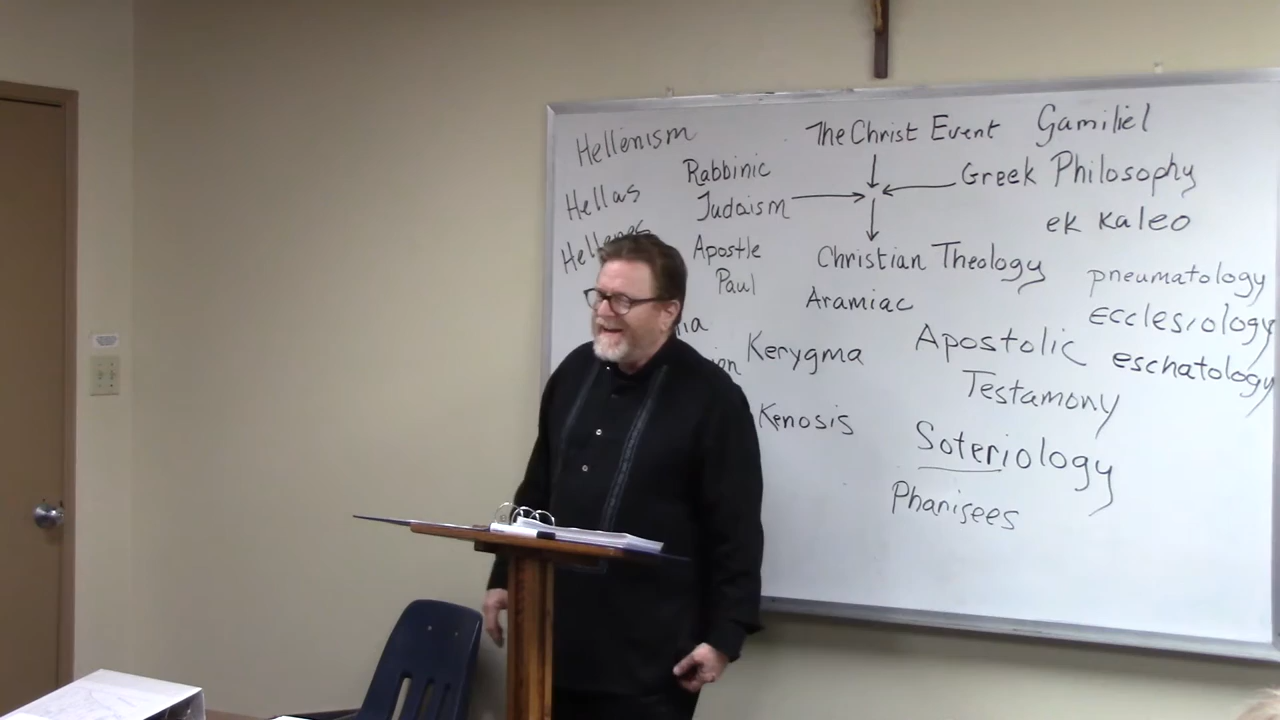 Hellenism
Hellas
Rabbinic
Judaism
Apostle
Paul
The Christ Event
Gamiliel
Greek Philosophy
ek kaleo
Christian Theology
Aramiac
pneumatology
ecclesiology
eschatology
Kerygma
Apostolic
Testamony
Kenosis
Soteriology
Pharisees